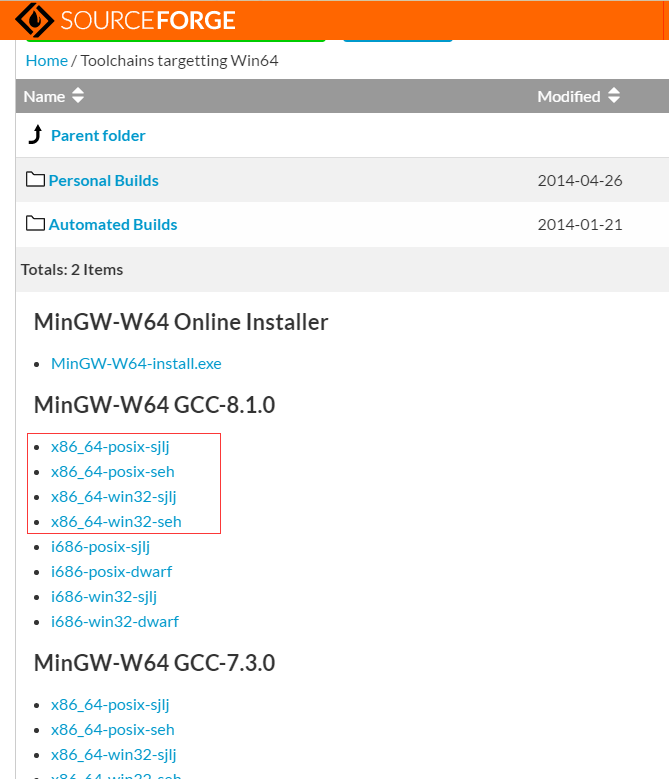 SOURCEFORGE
Home / Toolchains targetting Win64
Name Modified
Parent folder
Personal Builds 2014-04-26
Automated Builds 2014-01-21
Totals: 2 Items
MinGW-W64 Online Installer
MinGW-W64-install.exe
MinGW-W64 GCC-8.1.0
x86_64-posix-sjlj
x86_64-posix-seh
x86_64-win32-sjlj
x86_64-win32-seh
i686-posix-sjlj
i686-posix-dwarf
i686-win32-sjlj
i686-win32-dwarf
MinGW-W64 GCC-7.3.0
x86_64-posix-sjlj
x86_64-posix-seh
x86_64-win32-sjlj
x86_64-win32-seh